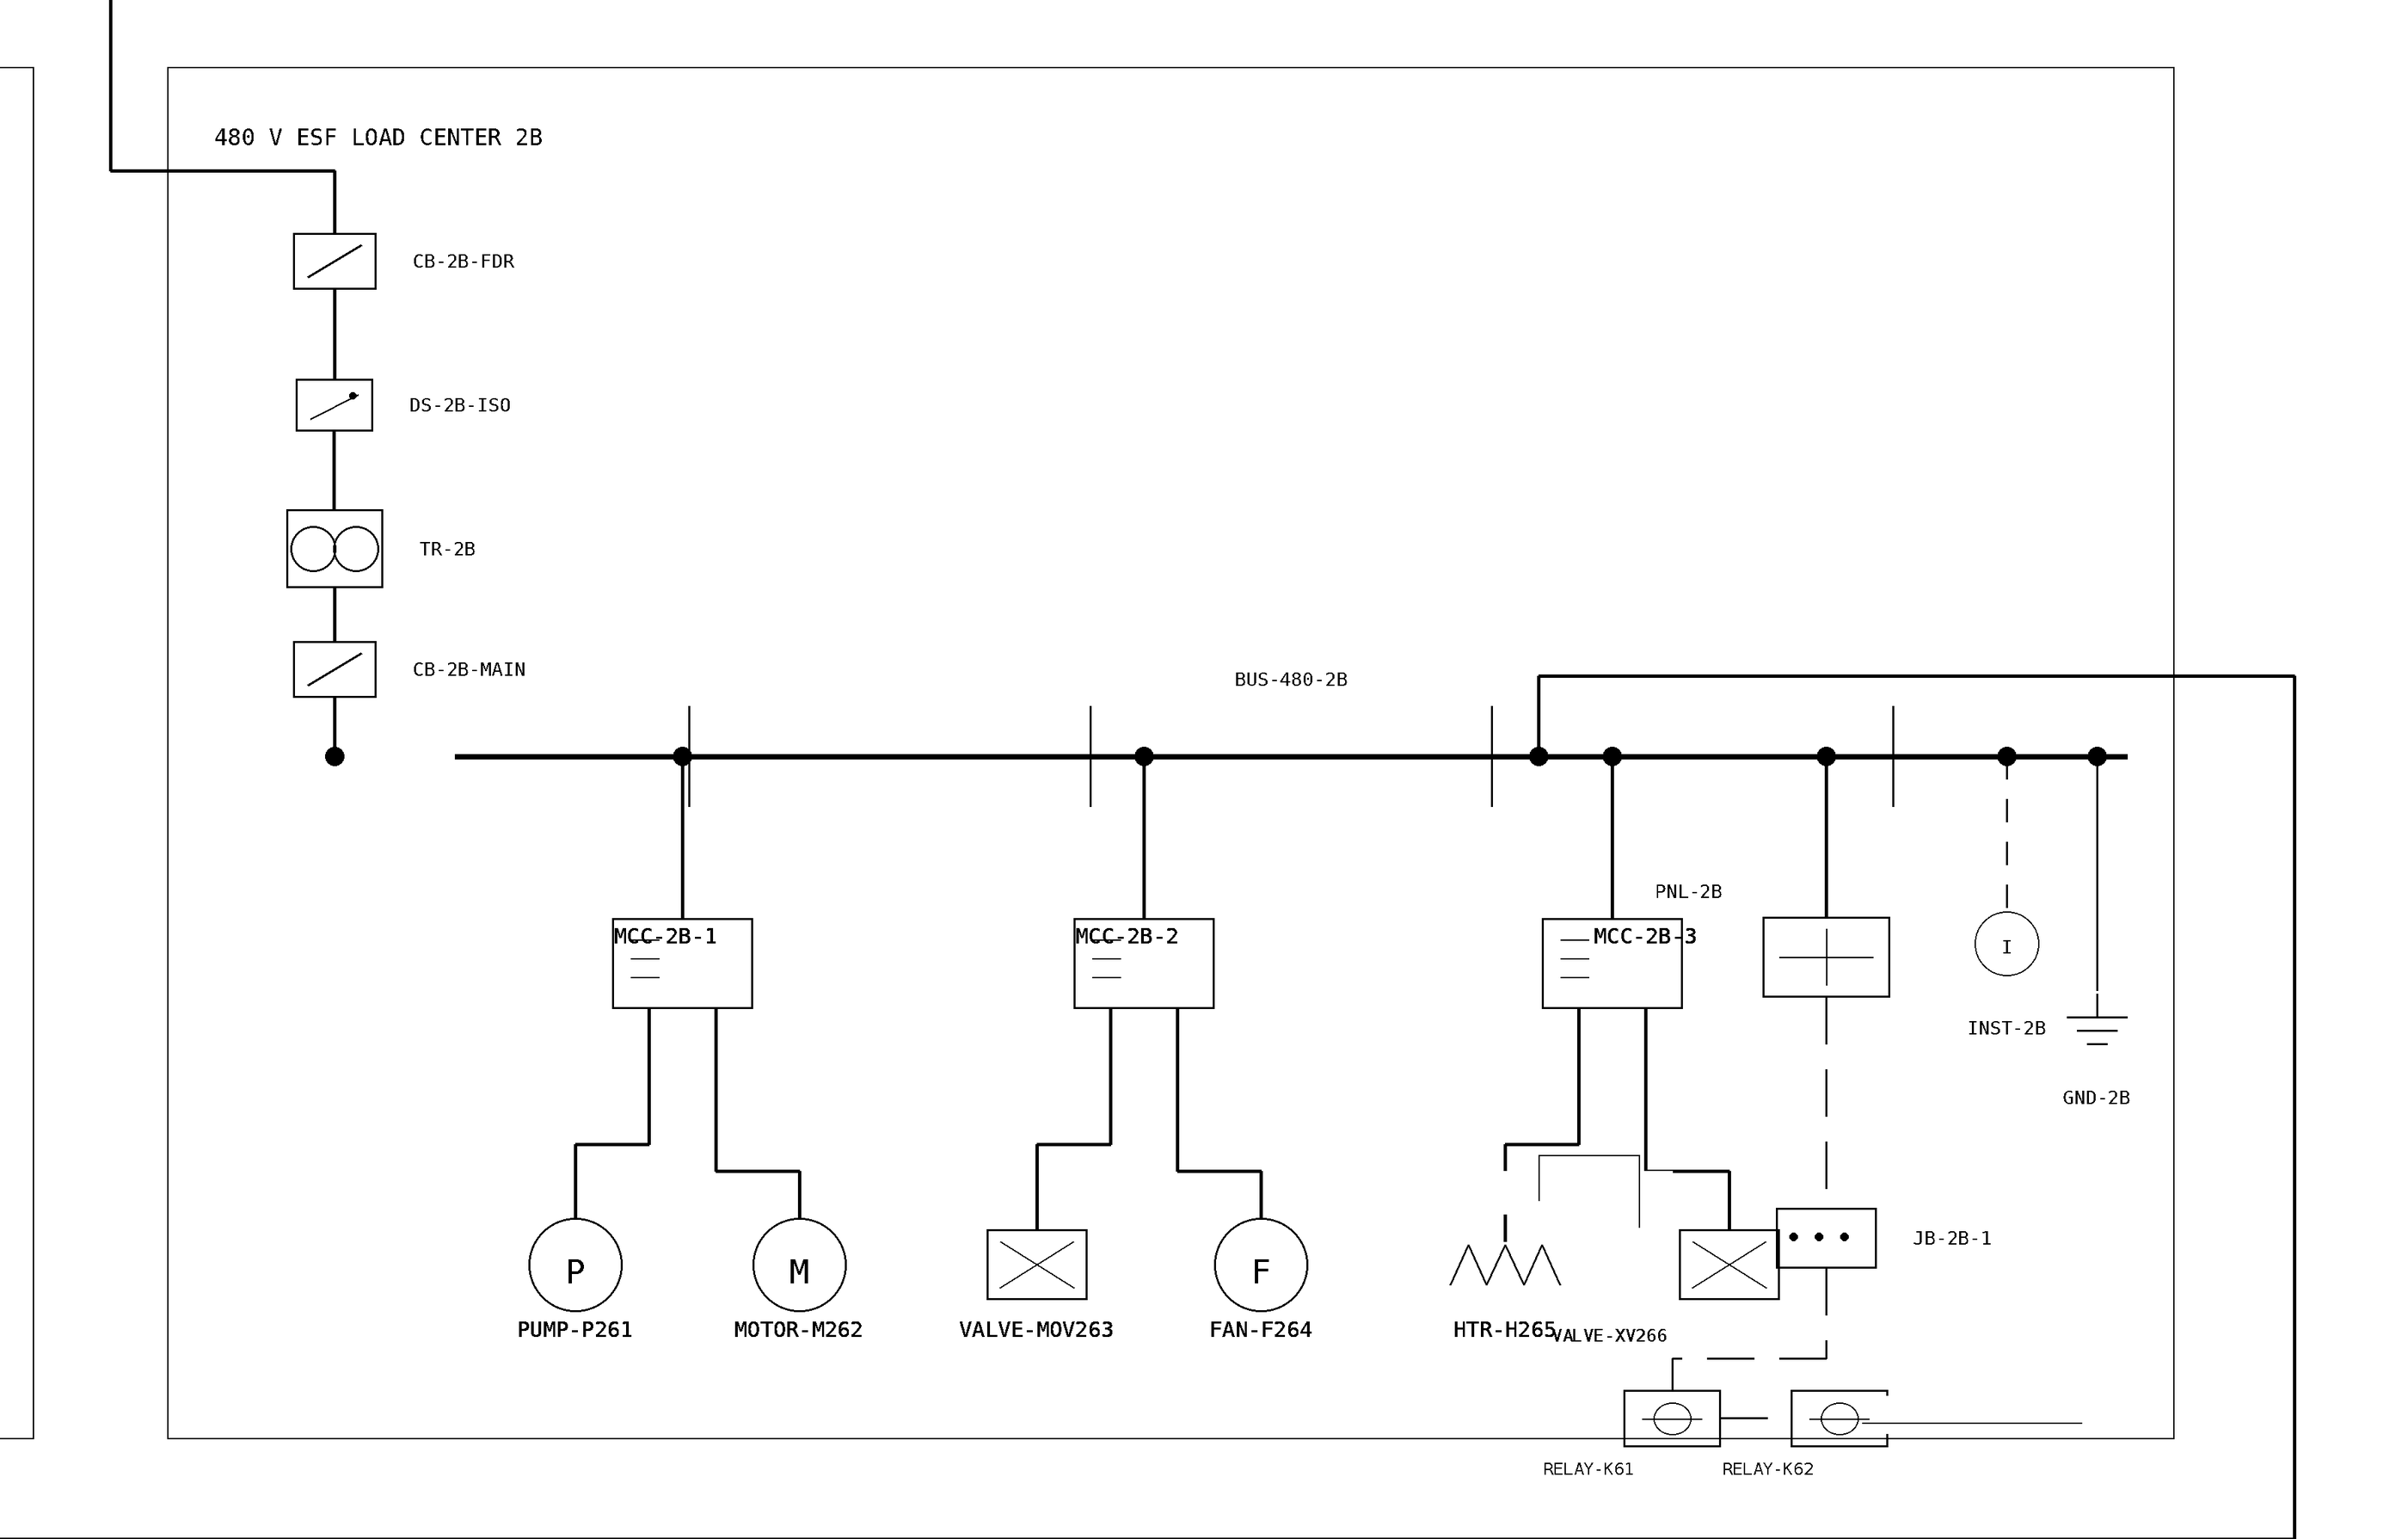 480 V ESF LOAD CENTER 2B
CB-2B-FDR
DS-2B-ISO
TR-2B
CB-2B-MAIN
BUS-480-2B
PNL-2B
MCC-2B-1
MCC-2B-2
MCC-2B-3
I
INST-2B
GND-2B
JB-2B-1
P
M
F
PUMP-P261
MOTOR-M262
VALVE-MOV263
FAN-F264
HTR-H265
VALVE-XV266
RELAY-K61
RELAY-K62